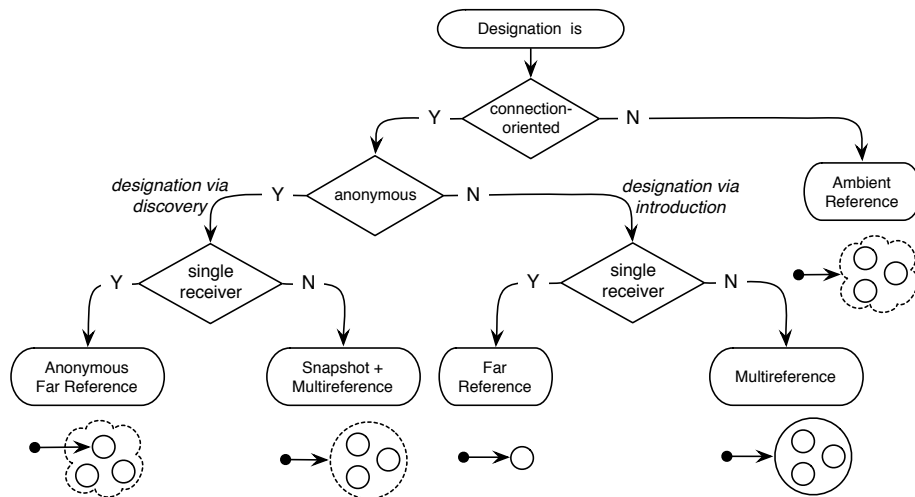 Designation is
connection-
oriented
Y
N
designation via
discovery
Y
anonymous
N
designation via
introduction
Ambient
Reference
Y
single
receiver
N
Y
single
receiver
N
Anonymous
Far Reference
Snapshot +
Multireference
Far
Reference
Multireference